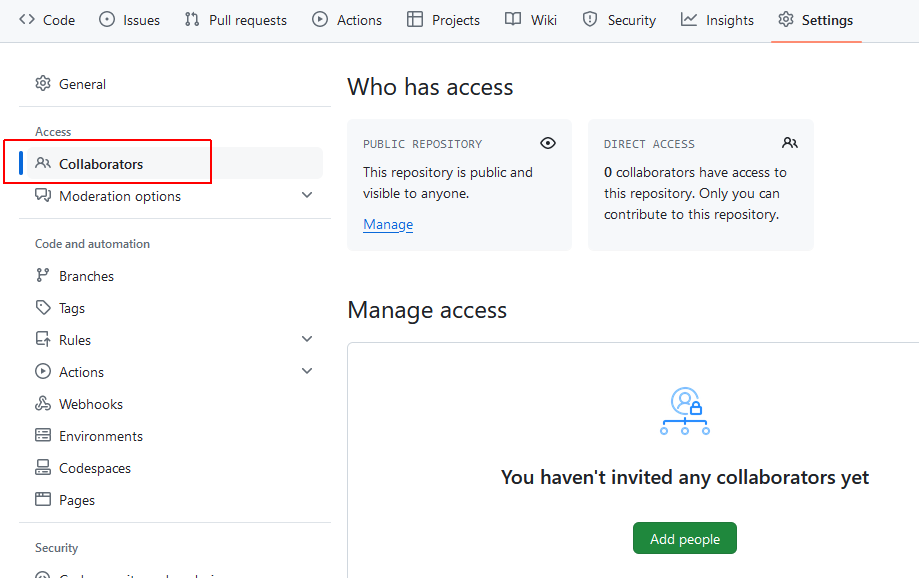 Code
Issues
Pull requests
Actions
Projects
Wiki
Security
Insights
Settings
General
Access
Collaborators
Moderation options
Code and automation
Branches
Tags
Rules
Actions
Webhooks
Environments
Codespaces
Pages
Security
Who has access
PUBLIC REPOSITORY
This repository is public and
visible to anyone.
Manage
DIRECT ACCESS
0 collaborators have access to
this repository. Only you can
contribute to this repository.
Manage access
You haven't invited any collaborators yet
Add people